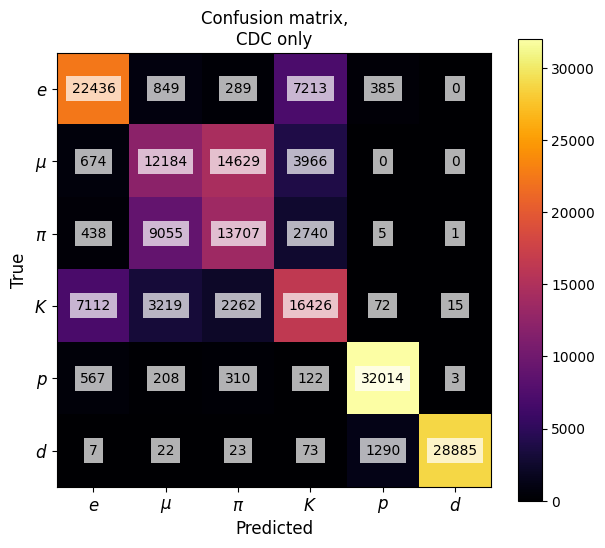 Confusion matrix,
CDC only
e 22436 849 289 7213 385 0
μ 674 12184 14629 3966 0 0
π 438 9055 13707 2740 5 1
K 7112 3219 2262 16426 72 15
p 567 208 310 122 32014 3
d 7 22 23 73 1290 28885
e μ π K p d
Predicted
True
30000
25000
20000
15000
10000
5000
0